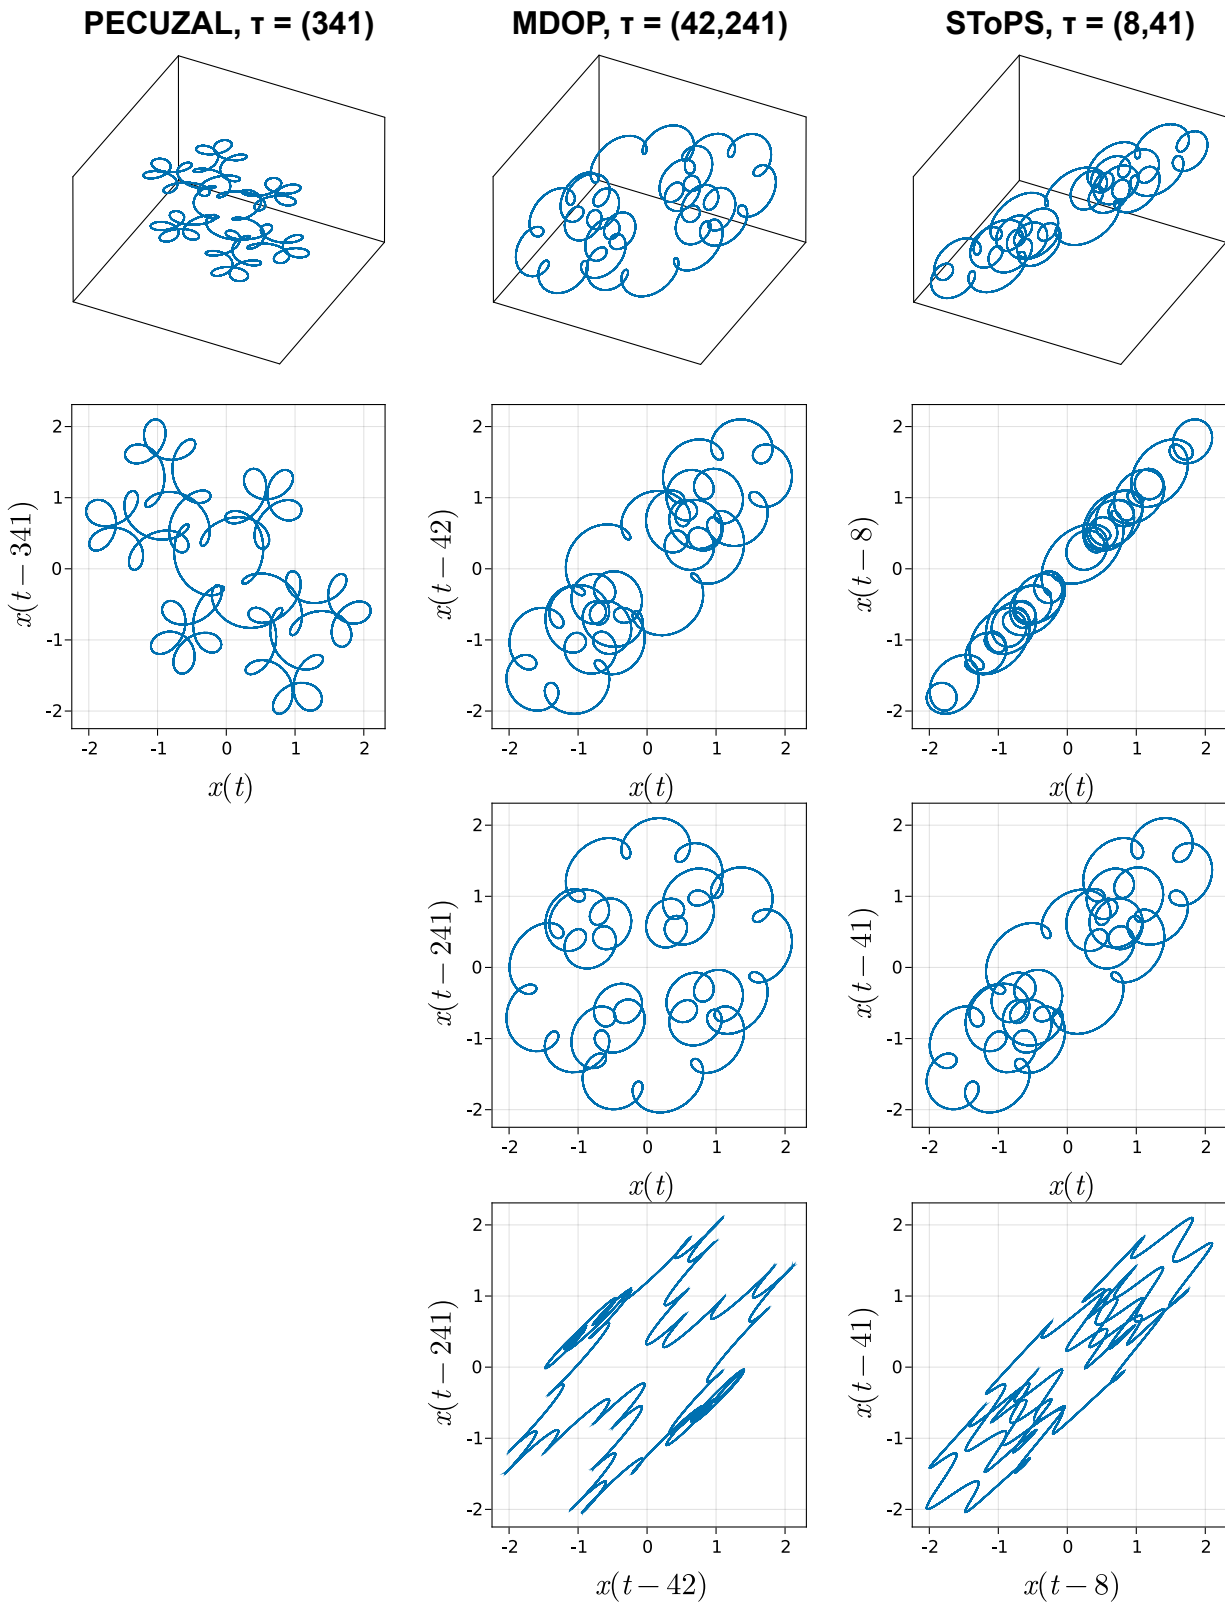 PECUZAL, τ = (341)
MDOP, τ = (42,241)
SToPS, τ = (8,41)
x(t − 341)
2
1
0
-1
-2
-2 -1 0 1 2
x(t)
x(t − 42)
2
1
0
-1
-2
-2 -1 0 1 2
x(t)
x(t − 8)
2
1
0
-1
-2
-2 -1 0 1 2
x(t)
x(t − 241)
2
1
0
-1
-2
-2 -1 0 1 2
x(t)
x(t − 41)
2
1
0
-1
-2
-2 -1 0 1 2
x(t)
x(t − 241)
2
1
0
-1
-2
-2 -1 0 1 2
x(t − 42)
x(t − 41)
2
1
0
-1
-2
-2 -1 0 1 2
x(t − 8)